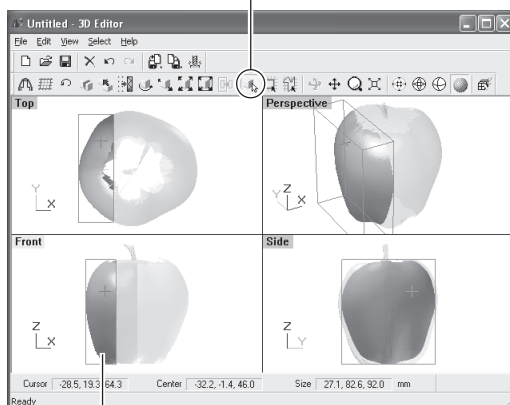 Untitled - 3D Editor
File Edit View Select Help
Top
Perspective
Y
X
Z
Y
X
Front
Side
Z
X
Z
Y
Cursor -28.5, 19.3, 64.3 Center -32.2, -1.4, 46.0 Size 27.1, 82.6, 92.0 mm
Ready